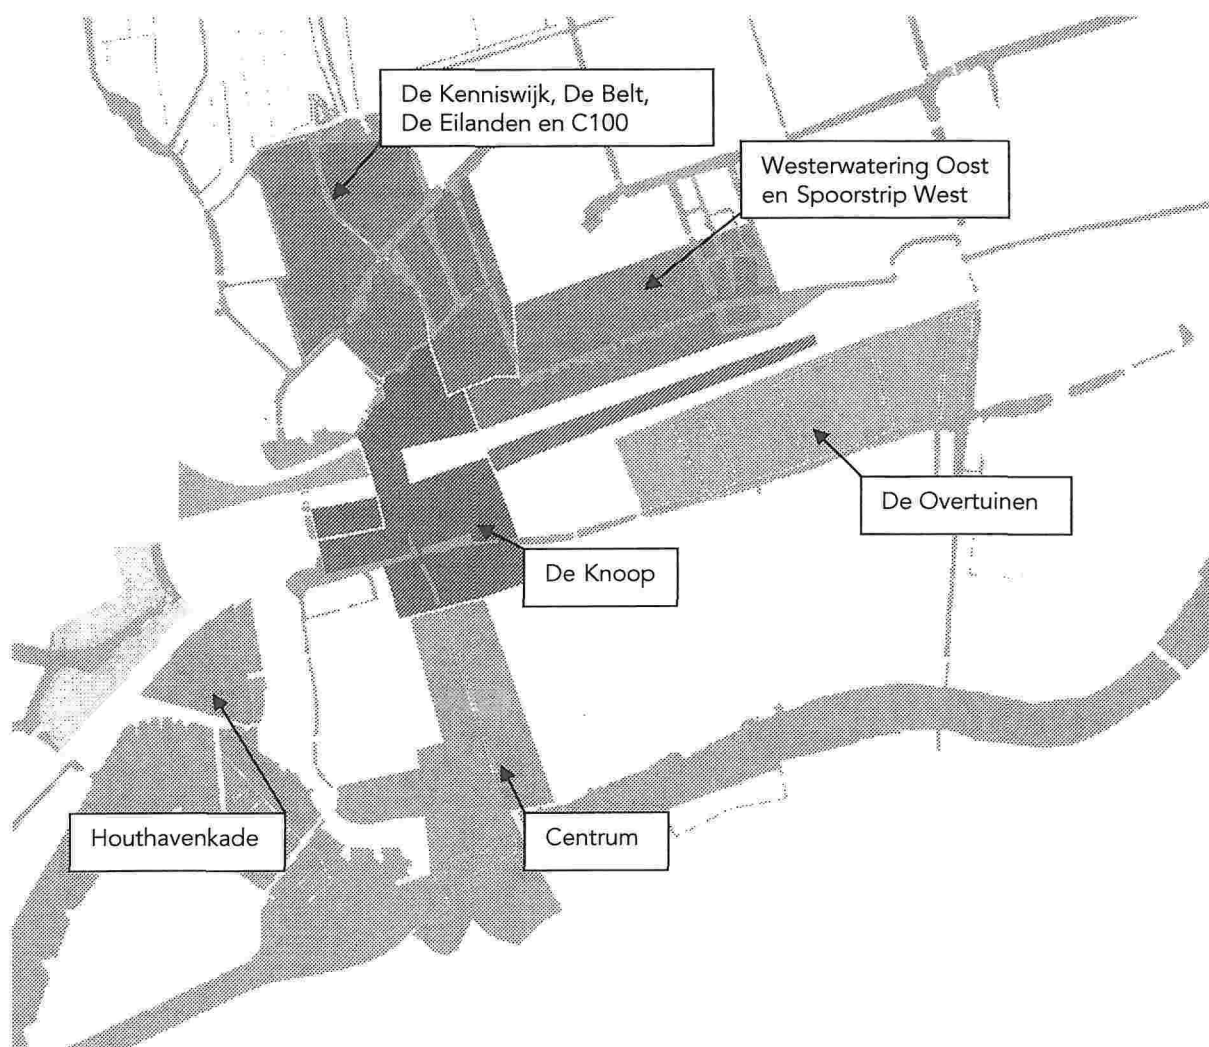 De Kenniswijk, De Belt,
De Eilanden en C100
Westerwatering Oost
en Spoorstrip West
De Overtuinen
De Knoop
Houthavenkade
Centrum